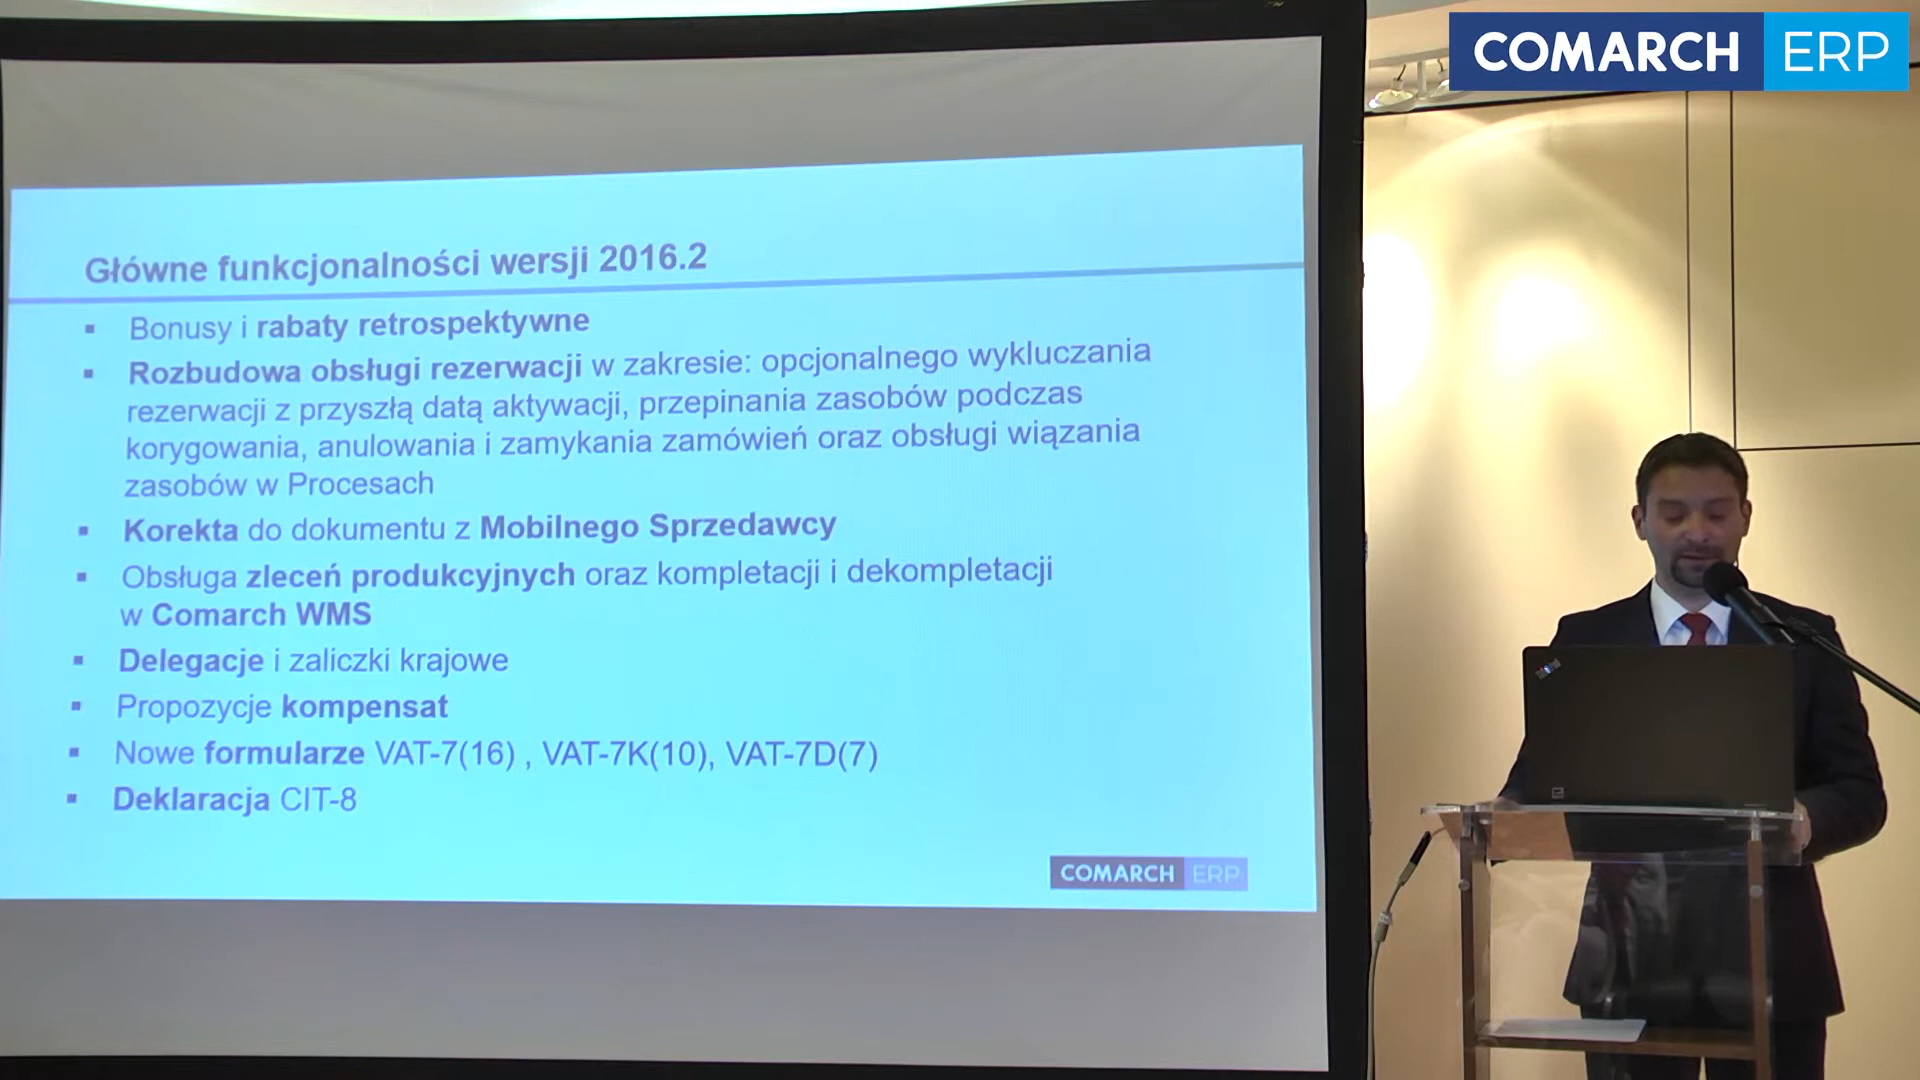 COMARCH ERP
Główne funkcjonalności wersji 2016.2
▪ Bonusy i rabaty retrospektywne
▪ Rozbudowa obsługi rezerwacji w zakresie: opcjonalnego wykluczania
rezerwacji z przyszłą datą aktywacji, przepinania zasobów podczas
korygowania, anulowania i zamykania zamówień oraz obsługi wiązania
zasobów w Procesach
▪ Korekta do dokumentu z Mobilnego Sprzedawcy
▪ Obsługa zleceń produkcyjnych oraz kompletacji i dekompletacji
w Comarch WMS
▪ Delegacje i zaliczki krajowe
▪ Propozycje kompensat
▪ Nowe formularze VAT-7(16) , VAT-7K(10), VAT-7D(7)
▪ Deklaracja CIT-8
COMARCH ERP